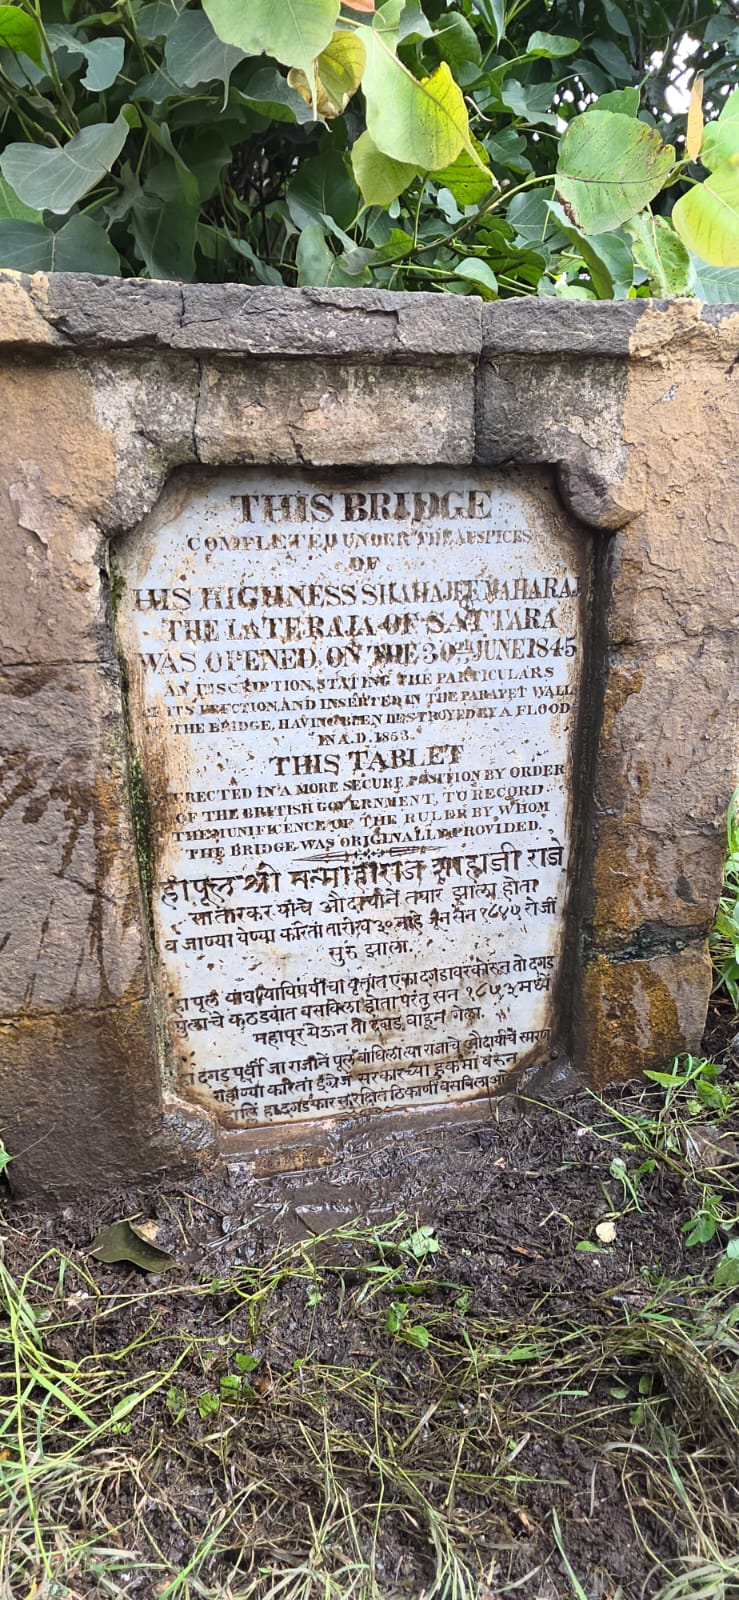 THIS BRIDGE
COMPLETED UNDER THE AUSPICES
OF
HIS HIGHNESS SHAHAJEE MAHARAJ
THE LATE RAJA OF SATTARA
WAS OPENED ON THE 30TH JUNE 1845
AN INSCRIPTION, STATING THE PARTICULARS
OF ITS ERECTION, AND INSERTED IN THE PARAPET WALL
THE BRIDGE, HAVING BEEN DESTROYED BY A FLOOD
IN A.D. 1853.
THIS TABLET
ERECTED IN A MORE SECURE POSITION BY ORDER
OF THE BRITISH GOVERNMENT, TO RECORD
THE MUNIFICENCE OF THE RULER BY WHOM
THE BRIDGE WAS ORIGINALLY PROVIDED.
हा पूल श्री मन्माहाराज शाहाजी राजे
सातारकर यांचे औदार्यानें तयार झाला होता
व जाण्या येण्या करितां तारीख ३० माहे जून सन १८४५ रोजीं
सुरु झाला.
हा पूल बांधल्याविषयींचा वृत्तांत एका दगडावर कोरून तो दगड
पुलाचे कठड्यांत बसविला होता परंतु सन १८५३ मध्यें
महापूर येऊन तो दगड वाहून गेला.
हा दगड पूर्वी ज्या राजानें पूल बांधिला त्या राजाचे औदार्याचें स्मरण
राहाण्या करितां इंग्रेज सरकारच्या हुकमा वरून
हा दगड फार सुरक्षित ठिकाणीं बसविला आ